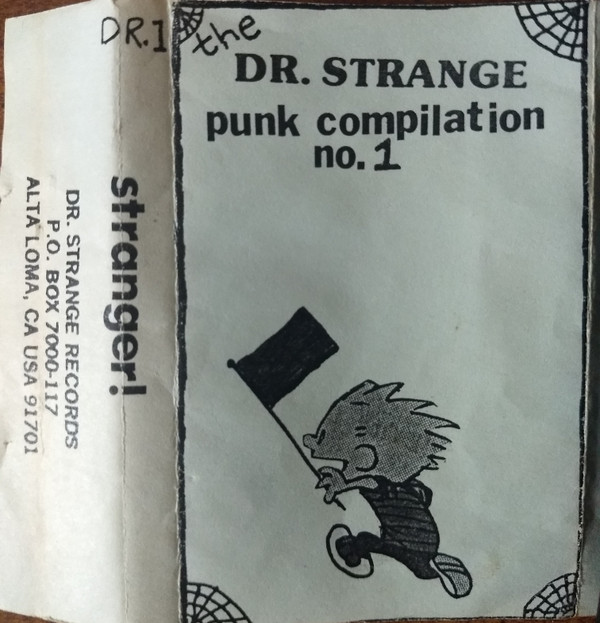 DR.1
stranger!
DR. STRANGE RECORDS
P.O. BOX 7000-117
ALTA LOMA, CA USA 91701
the
DR. STRANGE
punk compilation
no. 1